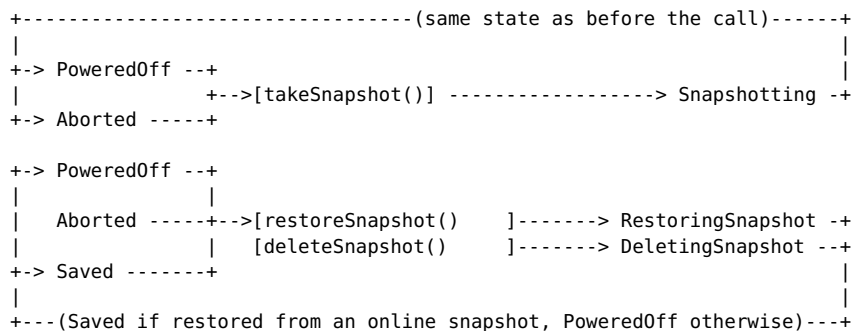 +---------------------------------(same state as before the call)------+
|                                                                      |
+-> PoweredOff --+                                                     |
|                +-->[takeSnapshot()] ------------------> Snapshotting -+
+-> Aborted -----+

+-> PoweredOff --+
|                |
|   Aborted -----+-->[restoreSnapshot()    ]-------> RestoringSnapshot -+
|                |   [deleteSnapshot()     ]-------> DeletingSnapshot --+
+-> Saved -------+                                                     |
|                                                                      |
+---(Saved if restored from an online snapshot, PoweredOff otherwise)---+